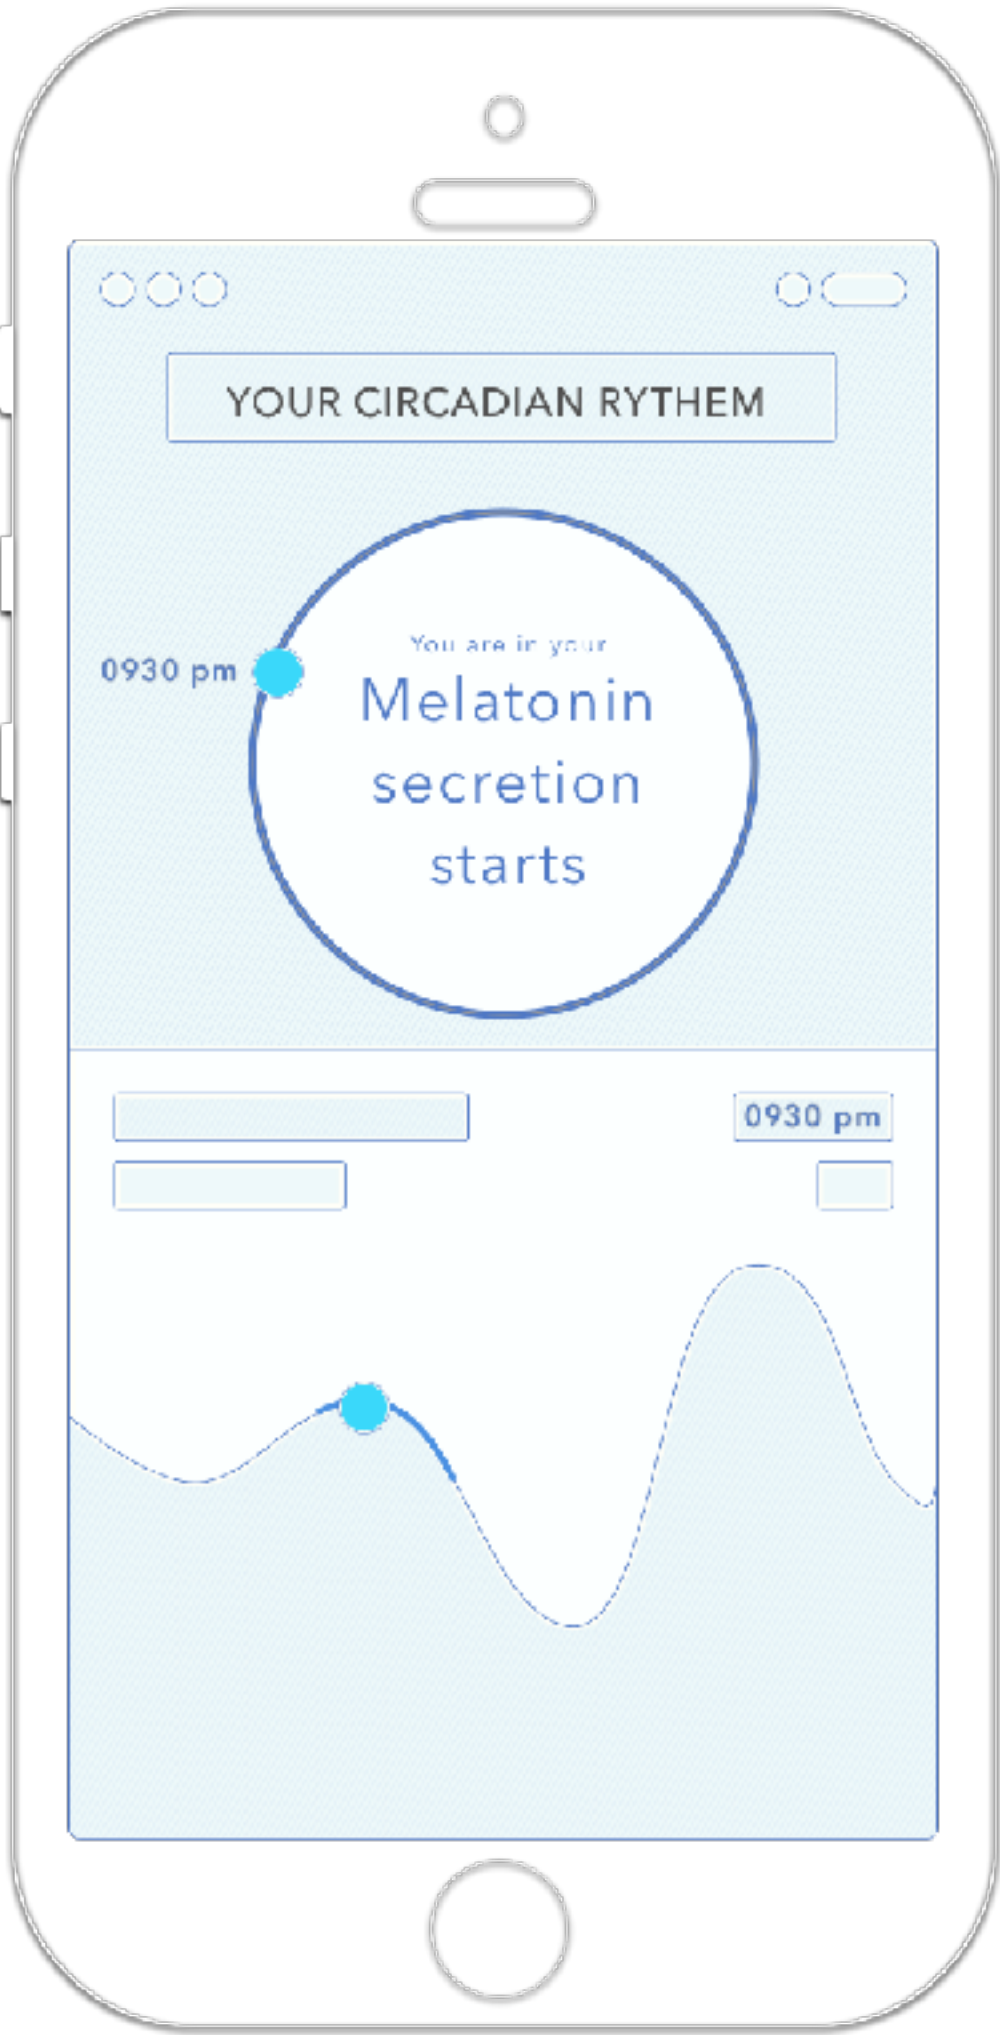 YOUR CIRCADIAN RYTHEM
You are in your
0930 pm
Melatonin
secretion
starts
0930 pm